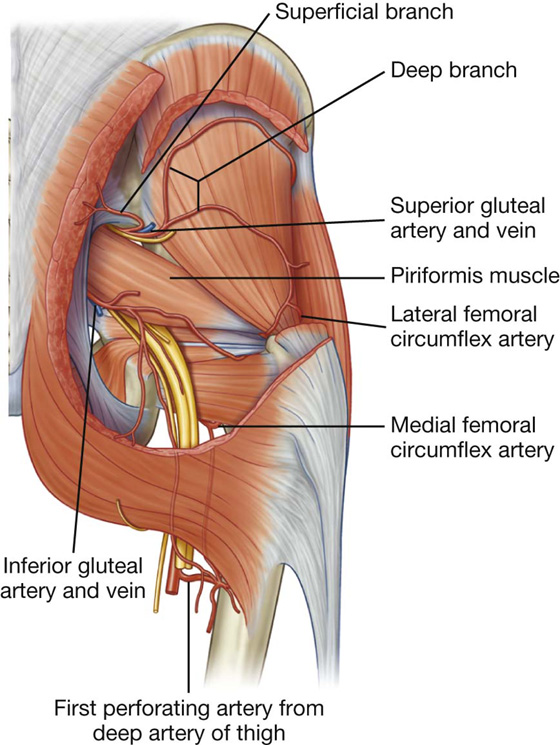 Superficial branch
Deep branch
Superior gluteal
artery and vein
Piriformis muscle
Lateral femoral
circumflex artery
Medial femoral
circumflex artery
Inferior gluteal
artery and vein
First perforating artery from
deep artery of thigh